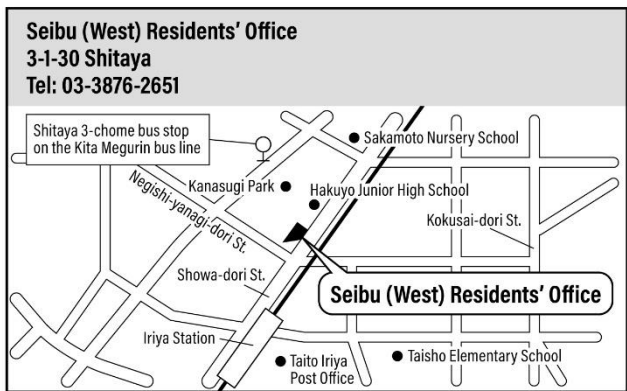 Seibu (West) Residents' Office
3-1-30 Shitaya
Tel: 03-3876-2651
Shitaya 3-chome bus stop
on the Kita Megurin bus line
Sakamoto Nursery School
Kanasugi Park
Hakuyo Junior High School
Negishi-yanagi-dori St.
Kokusai-dori St.
Showa-dori St.
Seibu (West) Residents' Office
Iriya Station
Taito Iriya
Post Office
Taisho Elementary School